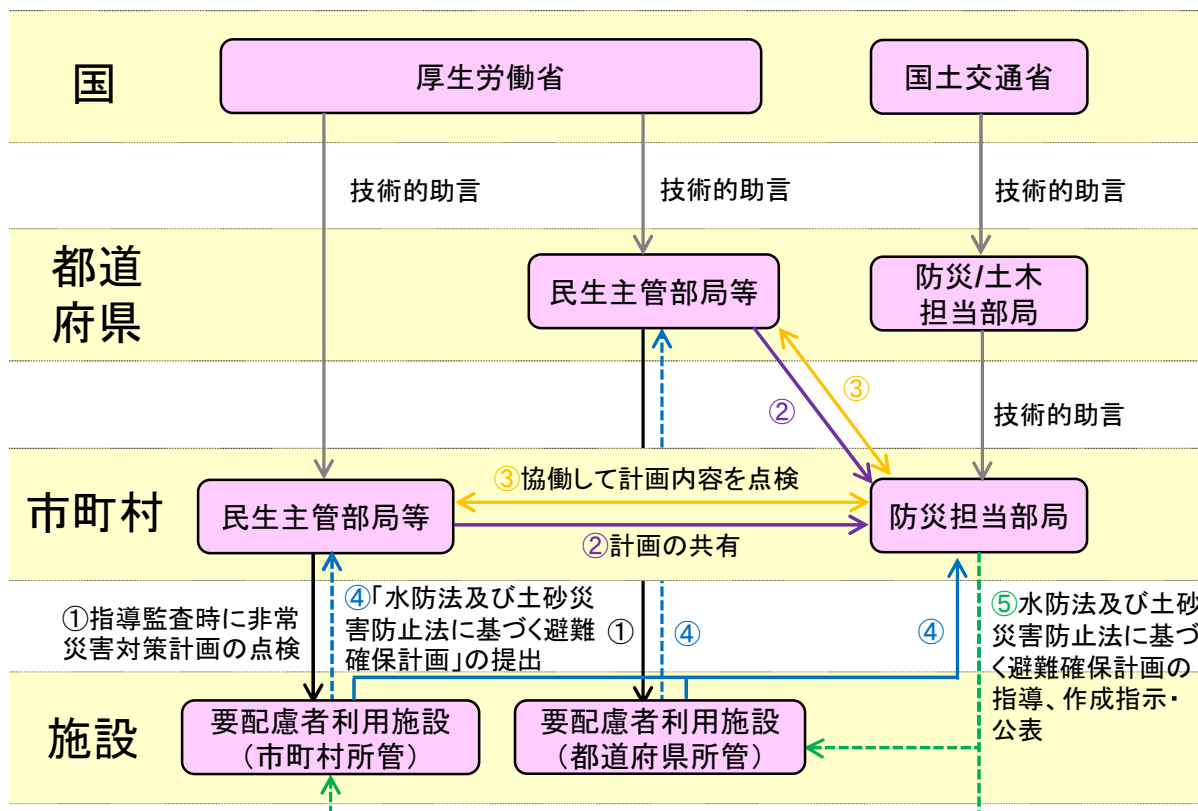 国
厚生労働省
国土交通省
技術的助言
技術的助言
技術的助言
都道
府県
民生主管部局等
防災/土木
担当部局
②
③
技術的助言
市町村
民生主管部局等
③協働して計画内容を点検
②計画の共有
防災担当部局
①指導監査時に非常
災害対策計画の点検
④「水防法及び土砂災
害防止法に基づく避難
確保計画」の提出
①
④
④
⑤水防法及び土砂
災害防止法に基づ
く避難確保計画の
指導、作成指示・
公表
施設
要配慮者利用施設
（市町村所管）
要配慮者利用施設
（都道府県所管）